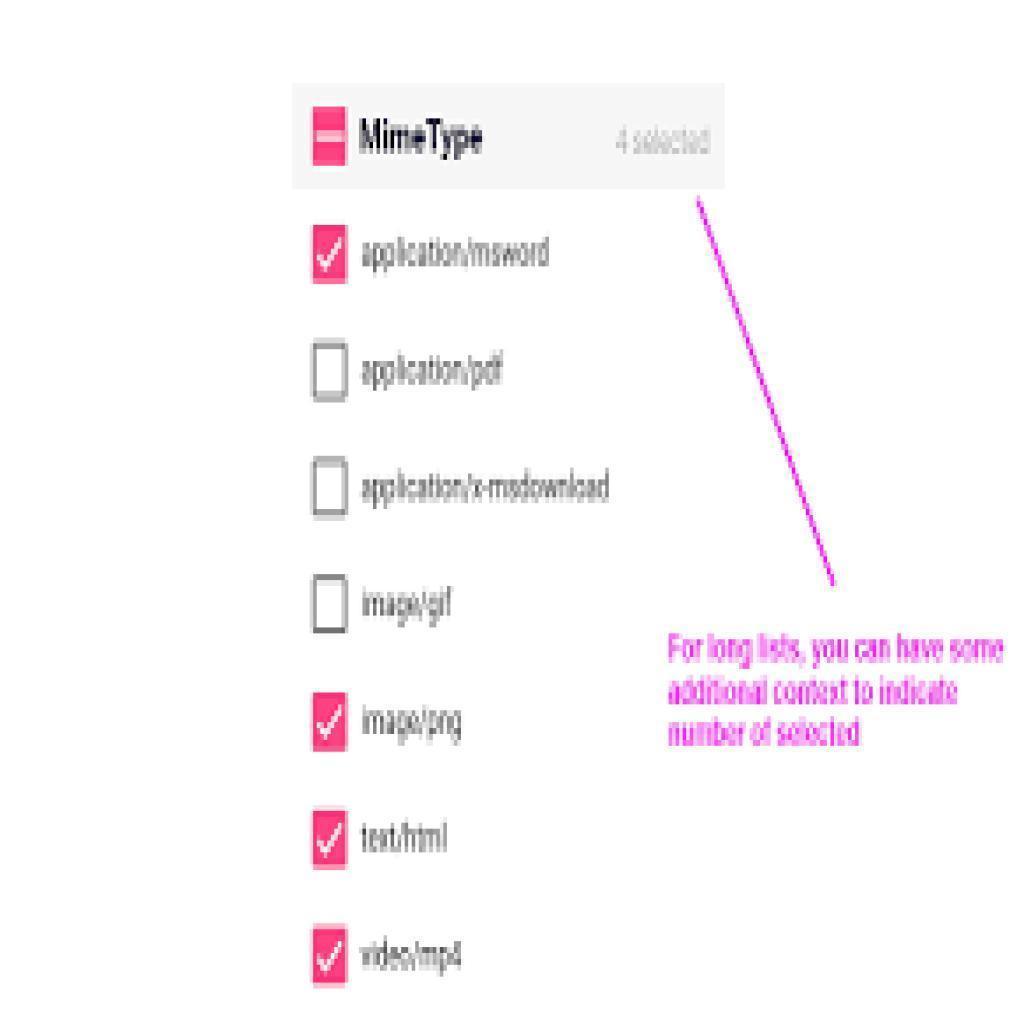 MimeType 4 selected
application/msword
application/pdf
application/x-msdownload
image/gif
image/png
text/html
video/mp4
For long lists, you can have some
additional context to indicate
number of selected